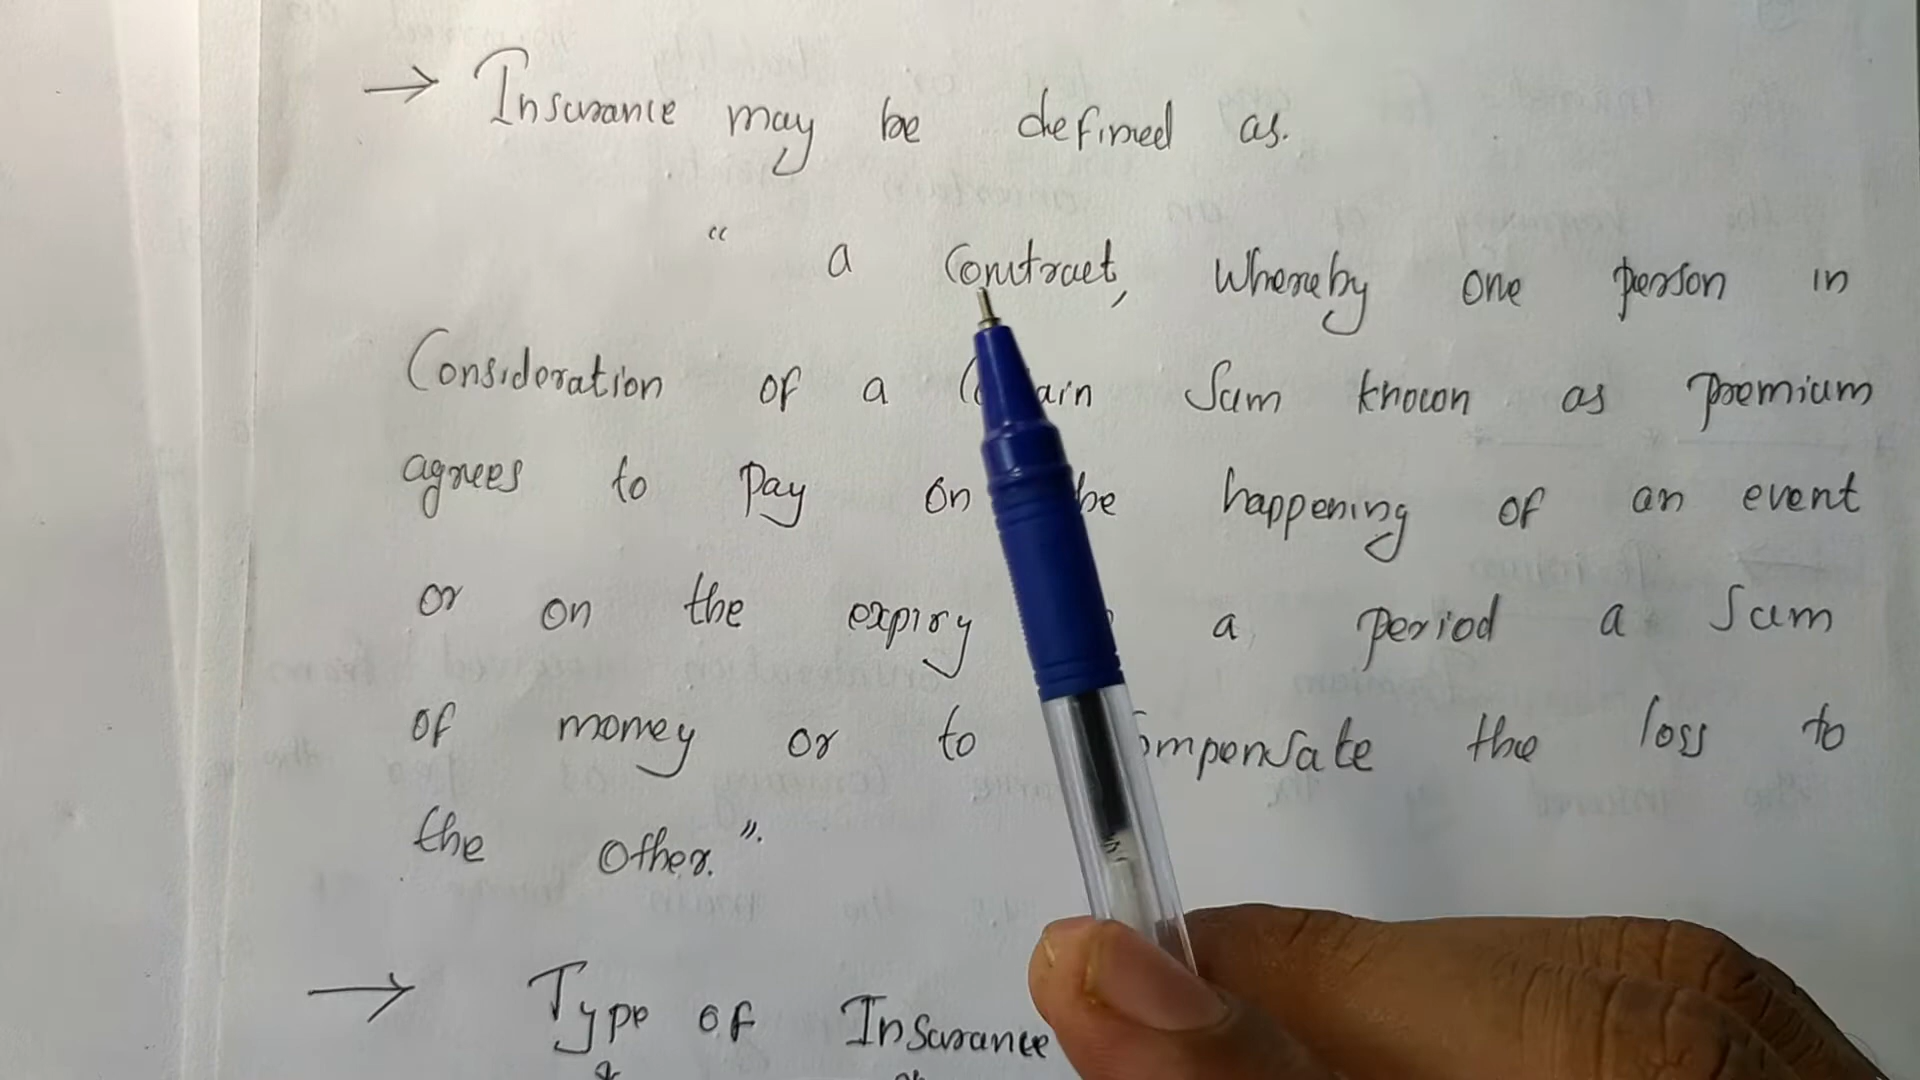 → Insurance may be defined as.
" a Contract, Whereby one person in
Consideration of a sum known as premium
agrees to pay on happening of an event
or on the expiry a period a sum
of money or to the loss to
the other".
→ Type of Insurance